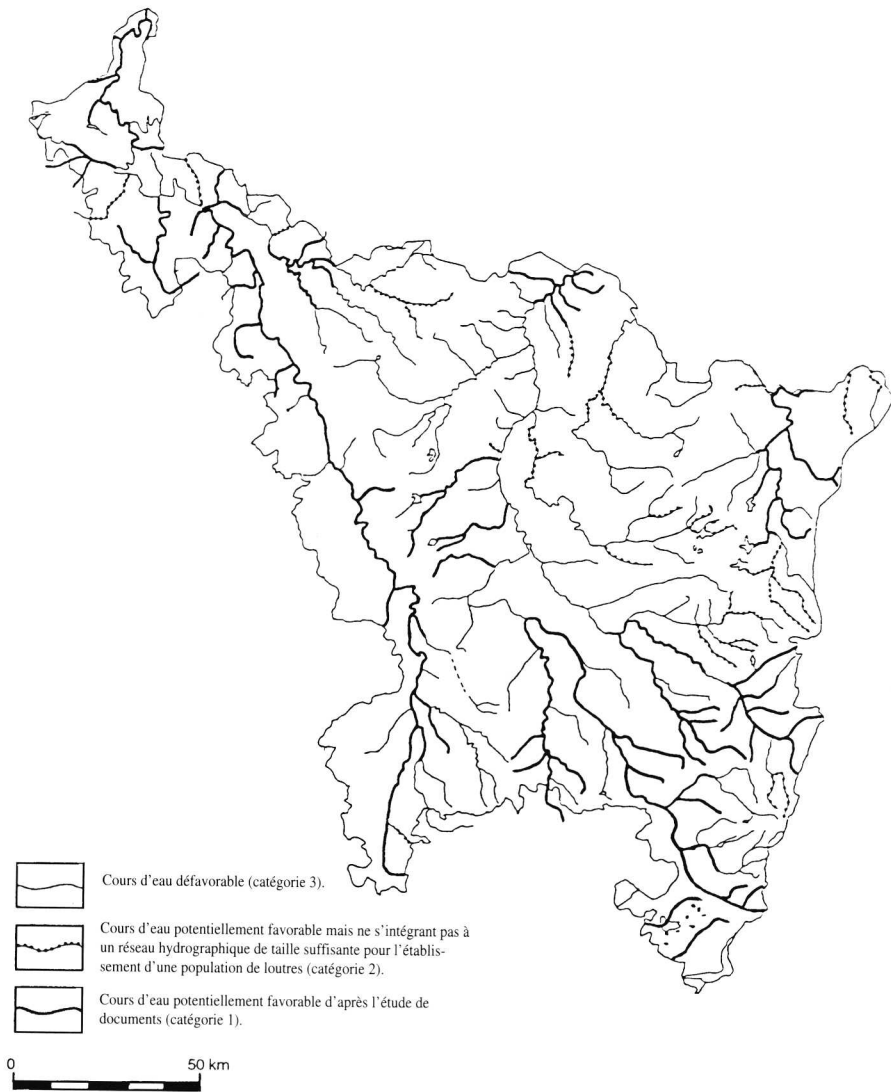 Cours d'eau défavorable (catégorie 3).
Cours d'eau potentiellement favorable mais ne s'intégrant pas à
un réseau hydrographique de taille suffisante pour l'établis-
sement d'une population de loutres (catégorie 2).
Cours d'eau potentiellement favorable d'après l'étude de
documents (catégorie 1).
0 50 km